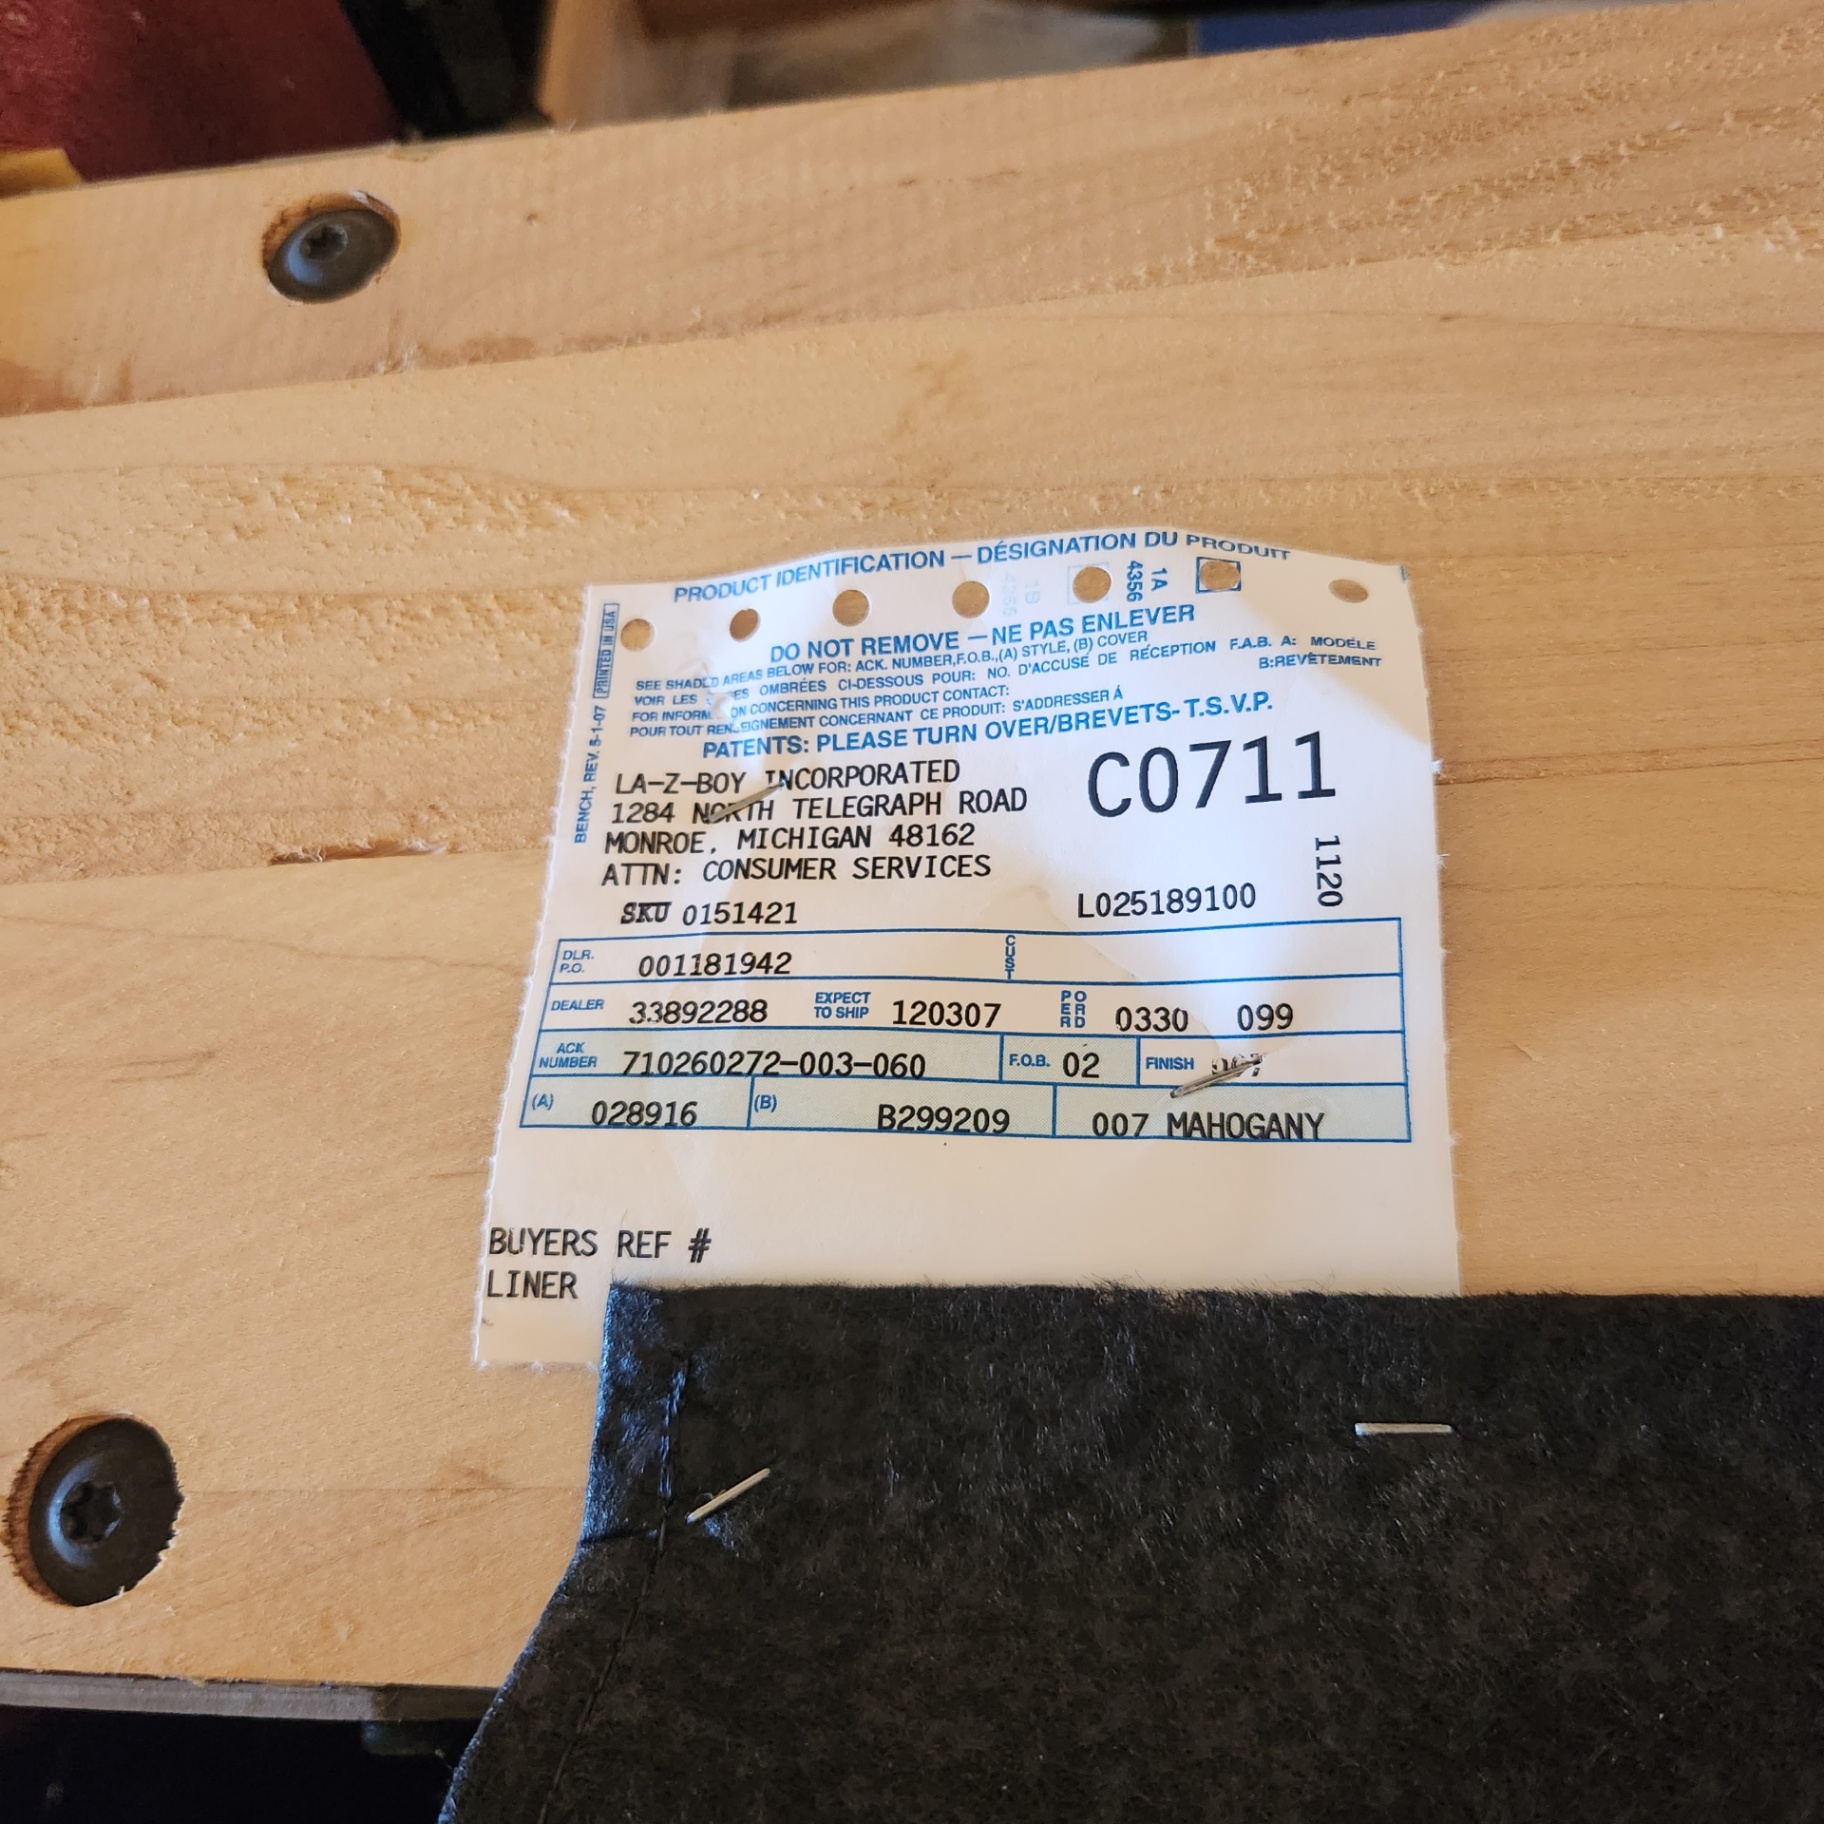 PRODUCT IDENTIFICATION — DÉSIGNATION DU PRODUIT
4356 1A
DO NOT REMOVE — NE PAS ENLEVER
SEE SHADED AREAS BELOW FOR: ACK. NUMBER,F.O.B.,(A) STYLE, (B) COVER
VOIR LES OMBRÉES CI-DESSOUS POUR: NO. D'ACCUSÉ DE RÉCEPTION F.A.B. A: MODÈLE
B:REVÊTEMENT
FOR INFORM ON CONCERNING THIS PRODUCT CONTACT:
POUR TOUT RENSEIGNEMENT CONCERNANT CE PRODUIT: S'ADDRESSER Á
PATENTS: PLEASE TURN OVER/BREVETS- T.S.V.P.
BENCH, REV. 5-1-07 PRINTED IN USA
LA-Z-BOY INCORPORATED
C0711
1284 NORTH TELEGRAPH ROAD
MONROE, MICHIGAN 48162
ATTN: CONSUMER SERVICES
1120
SKU 0151421 L025189100
DLR. P.O. 001181942 CUST
DEALER 33892288 EXPECT TO SHIP 120307 PER ORD 0330 099
ACK NUMBER 710260272-003-060 F.O.B. 02 FINISH
(A) 028916 (B) B299209 007 MAHOGANY
BUYERS REF #
LINER